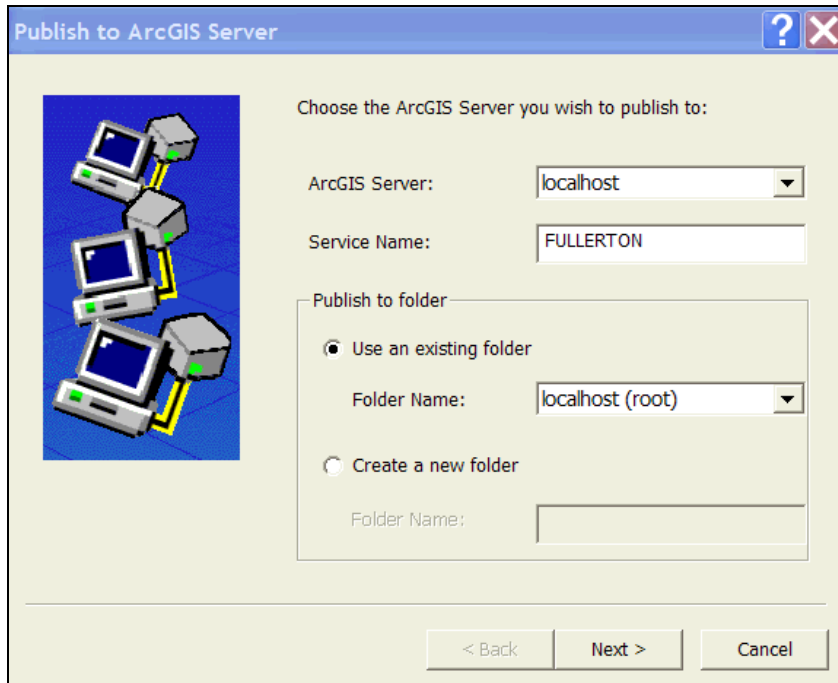 Publish to ArcGIS Server
Choose the ArcGIS Server you wish to publish to:
ArcGIS Server: localhost
Service Name: FULLERTON
Publish to folder
Use an existing folder
Folder Name: localhost (root)
Create a new folder
Folder Name:
< Back Next > Cancel